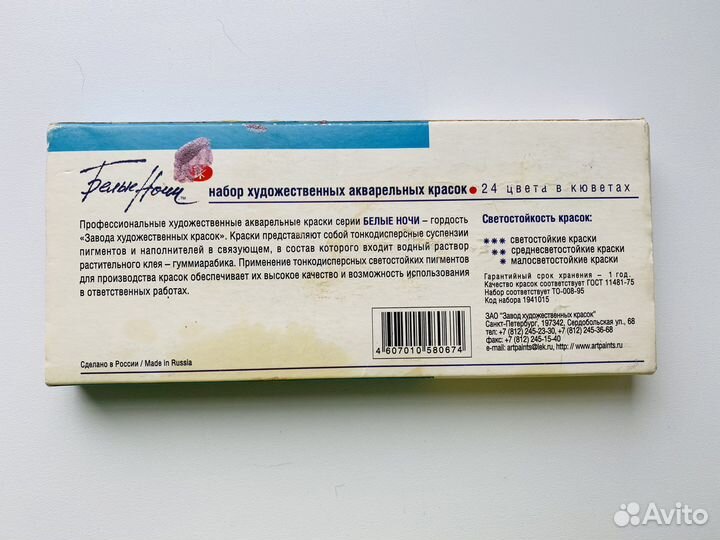 Белые Ночи™
набор художественных акварельных красок • 24 цвета в кюветах
Профессиональные художественные акварельные краски серии БЕЛЫЕ НОЧИ – гордость
«Завода художественных красок». Краски представляют собой тонкодисперсные суспензии
пигментов и наполнителей в связующем, в состав которого входит водный раствор
растительного клея – гуммиарабика. Применение тонкодисперсных светостойких пигментов
для производства красок обеспечивает их высокое качество и возможность использования
в ответственных работах.
Светостойкость красок:
*** светостойкие краски
** среднесветостойкие краски
* малосветостойкие краски
Гарантийный срок хранения – 1 год.
Качество красок соответствует ГОСТ 11481-75
Набор соответствует ТО-008-95
Код набора 1941015
ЗАО "Завод художественных красок"
Санкт-Петербург, 197342, Сердобольская ул., 68
тел: +7 (812) 245-23-30, +7 (812) 245-36-68
факс: +7 (812) 245-15-40
e-mail: artpaints@lek.ru, http:// www.artpaints.ru
4 607010 580674
Сделано в России / Made in Russia
Avito